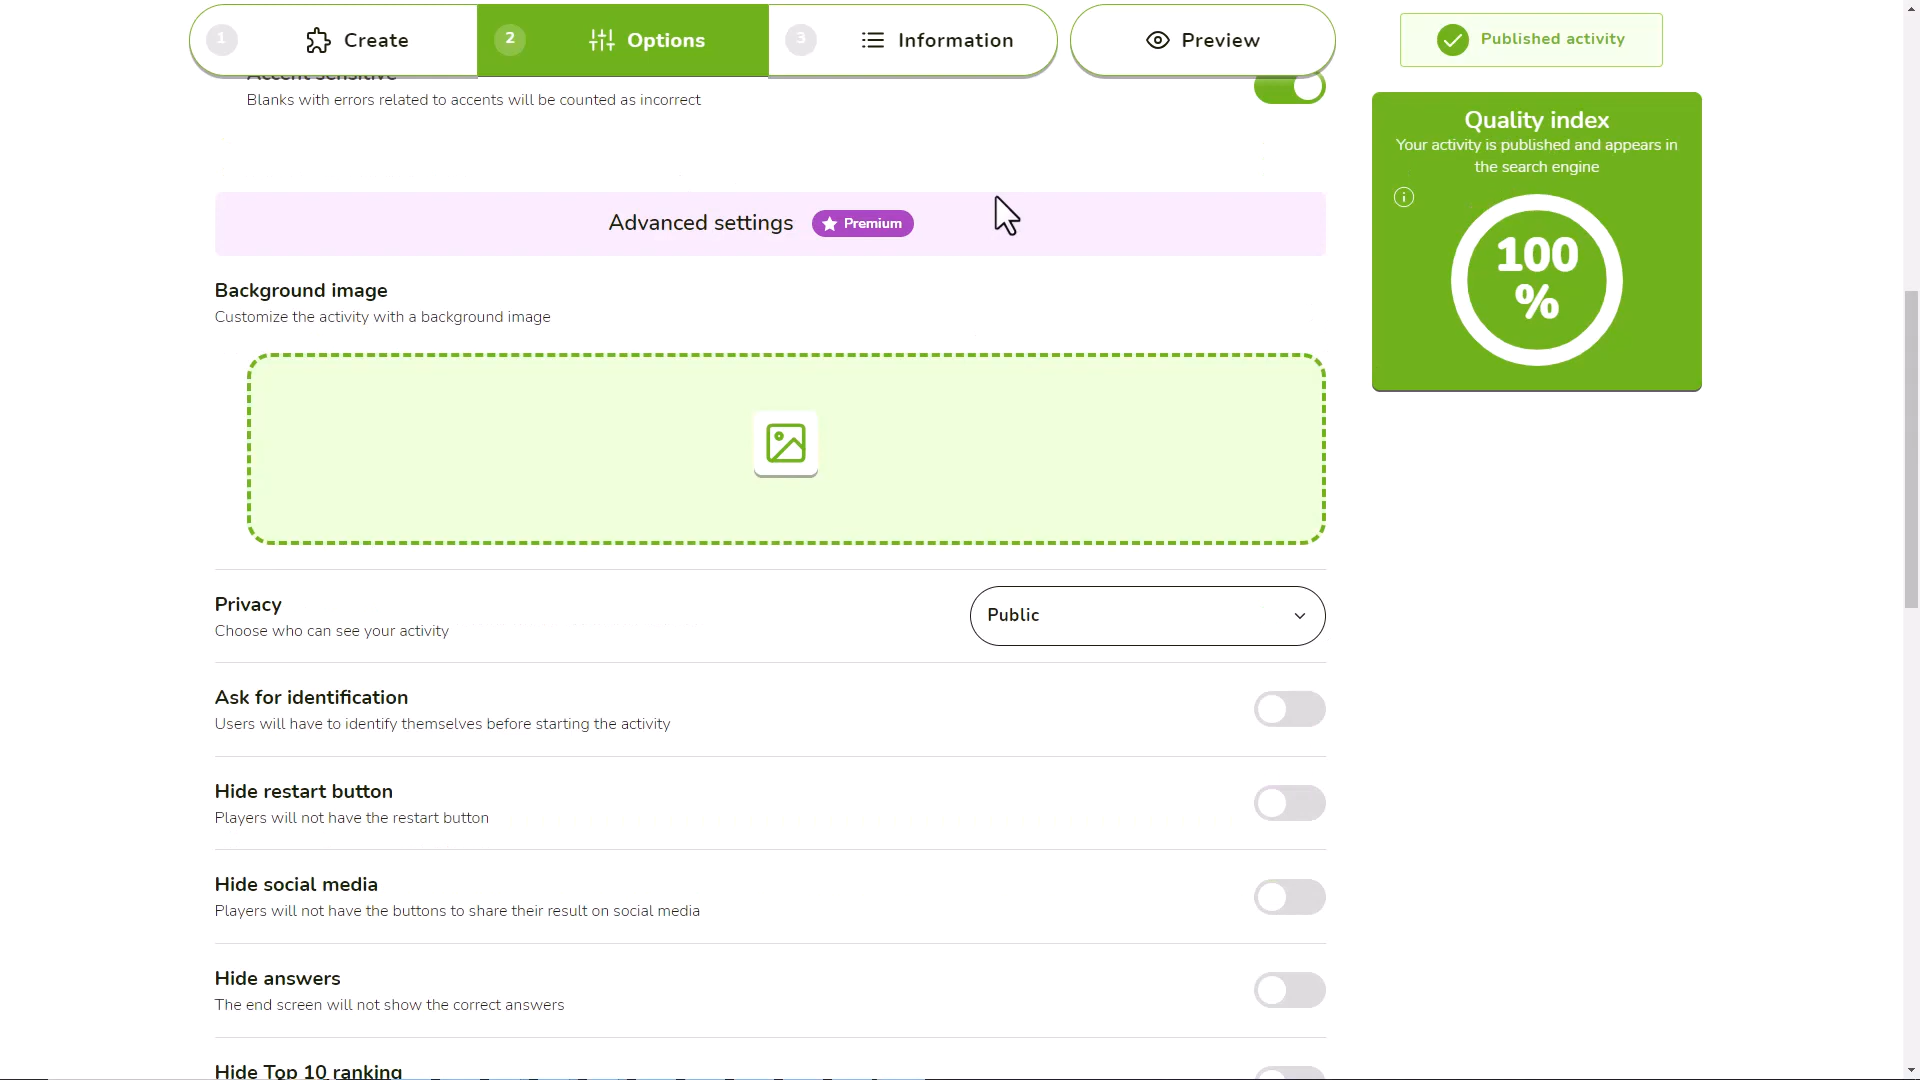 1
Create
2
Options
3
Information
Preview
Published activity
Accent sensitive
Blanks with errors related to accents will be counted as incorrect
Quality index
Your activity is published and appears in
the search engine
100
%
Advanced settings
Premium
Background image
Customize the activity with a background image
Privacy
Choose who can see your activity
Public
Ask for identification
Users will have to identify themselves before starting the activity
Hide restart button
Players will not have the restart button
Hide social media
Players will not have the buttons to share their result on social media
Hide answers
The end screen will not show the correct answers
Hide Top 10 ranking